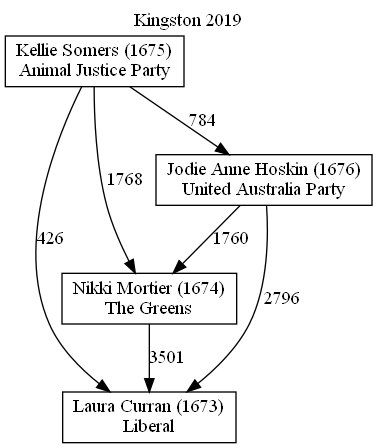 Kingston 2019
Kellie Somers (1675)
Animal Justice Party
784
Jodie Anne Hoskin (1676)
United Australia Party
1768
426
1760
2796
Nikki Mortier (1674)
The Greens
3501
Laura Curran (1673)
Liberal